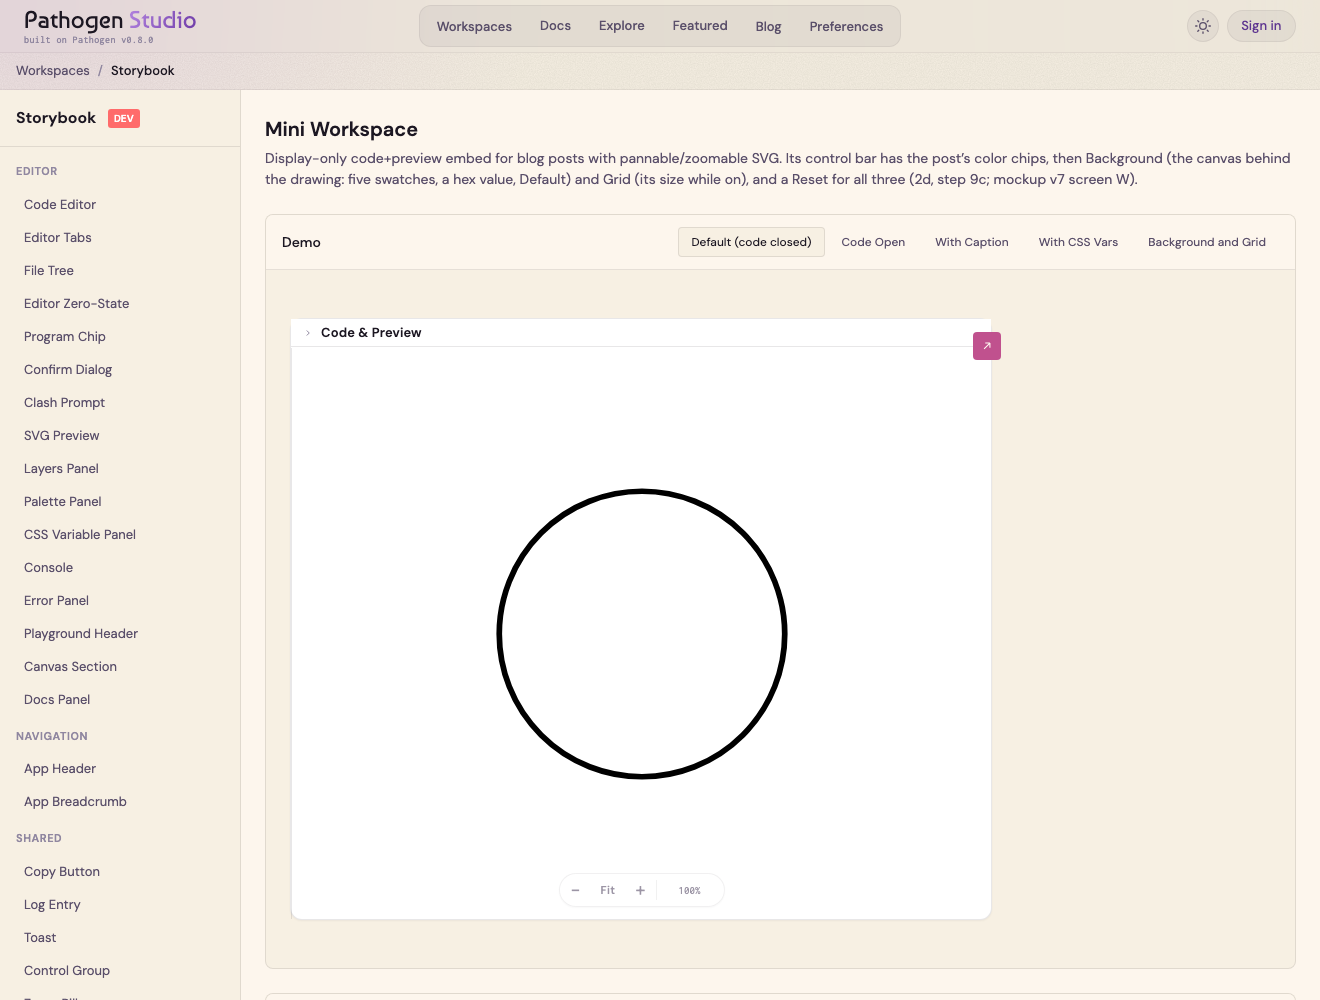 Pathogen Studio
built on Pathogen v0.8.0
Workspaces
Docs
Explore
Featured
Blog
Preferences
Sign in
Workspaces / Storybook
Storybook DEV
EDITOR
Code Editor
Editor Tabs
File Tree
Editor Zero-State
Program Chip
Confirm Dialog
Clash Prompt
SVG Preview
Layers Panel
Palette Panel
CSS Variable Panel
Console
Error Panel
Playground Header
Canvas Section
Docs Panel
NAVIGATION
App Header
App Breadcrumb
SHARED
Copy Button
Log Entry
Toast
Control Group
Mini Workspace
Display-only code+preview embed for blog posts with pannable/zoomable SVG. Its control bar has the post's color chips, then Background (the canvas behind
the drawing: five swatches, a hex value, Default) and Grid (its size while on), and a Reset for all three (2d, step 9c; mockup v7 screen W).
Demo
Default (code closed)
Code Open
With Caption
With CSS Vars
Background and Grid
Code & Preview
− Fit + 100%